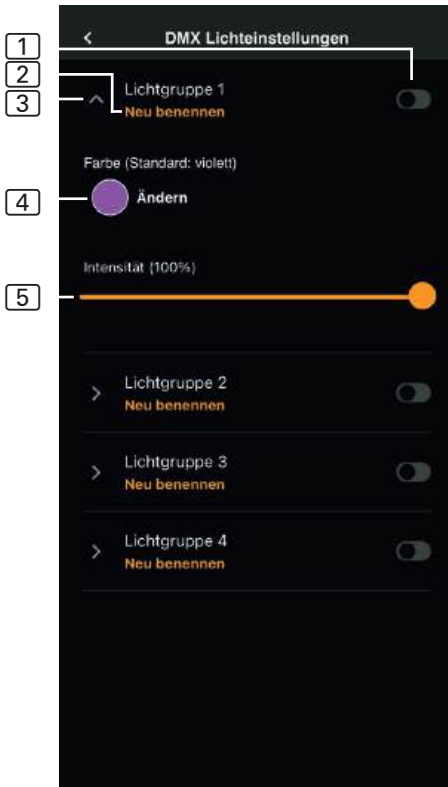 1
2
3
4
5
DMX Lichteinstellungen
Lichtgruppe 1
Neu benennen
Farbe (Standard: violett)
Ändern
Intensität (100%)
Lichtgruppe 2
Neu benennen
Lichtgruppe 3
Neu benennen
Lichtgruppe 4
Neu benennen